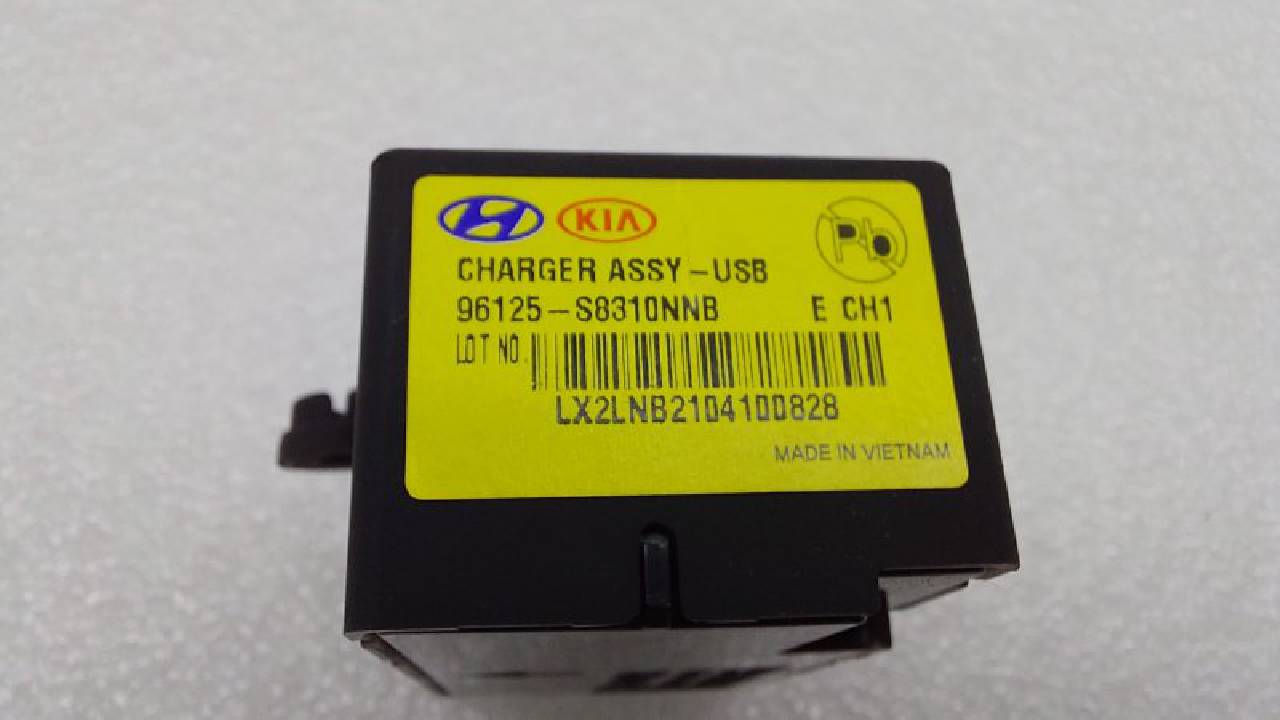 KIA
Pb
CHARGER ASSY-USB
96125-S8310NNB E CH1
LOT NO.
LX2LNB2104100828
MADE IN VIETNAM